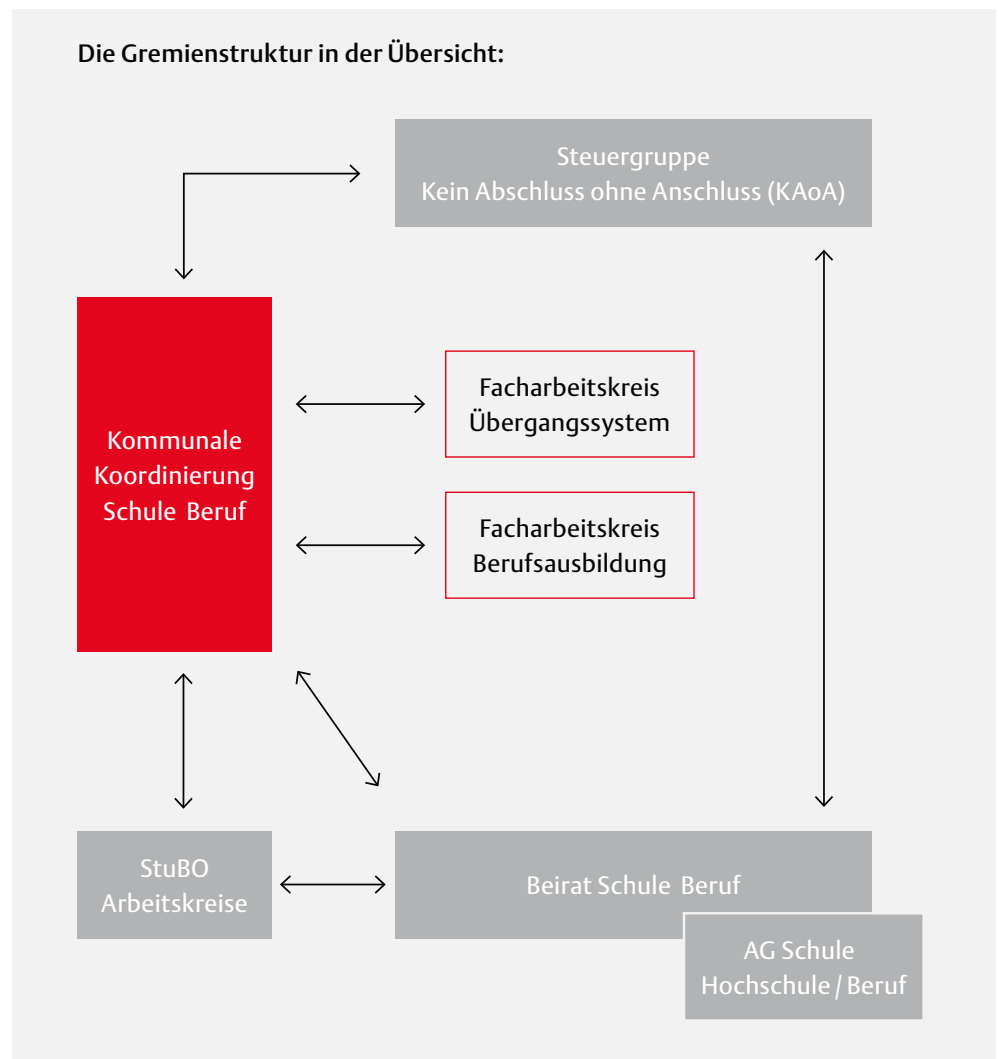 Die Gremienstruktur in der Übersicht:
Steuergruppe
Kein Abschluss ohne Anschluss (KAoA)
Kommunale
Koordinierung
Schule Beruf
Facharbeitskreis
Übergangssystem
Facharbeitskreis
Berufsausbildung
StuBO
Arbeitskreise
Beirat Schule Beruf
AG Schule
Hochschule / Beruf